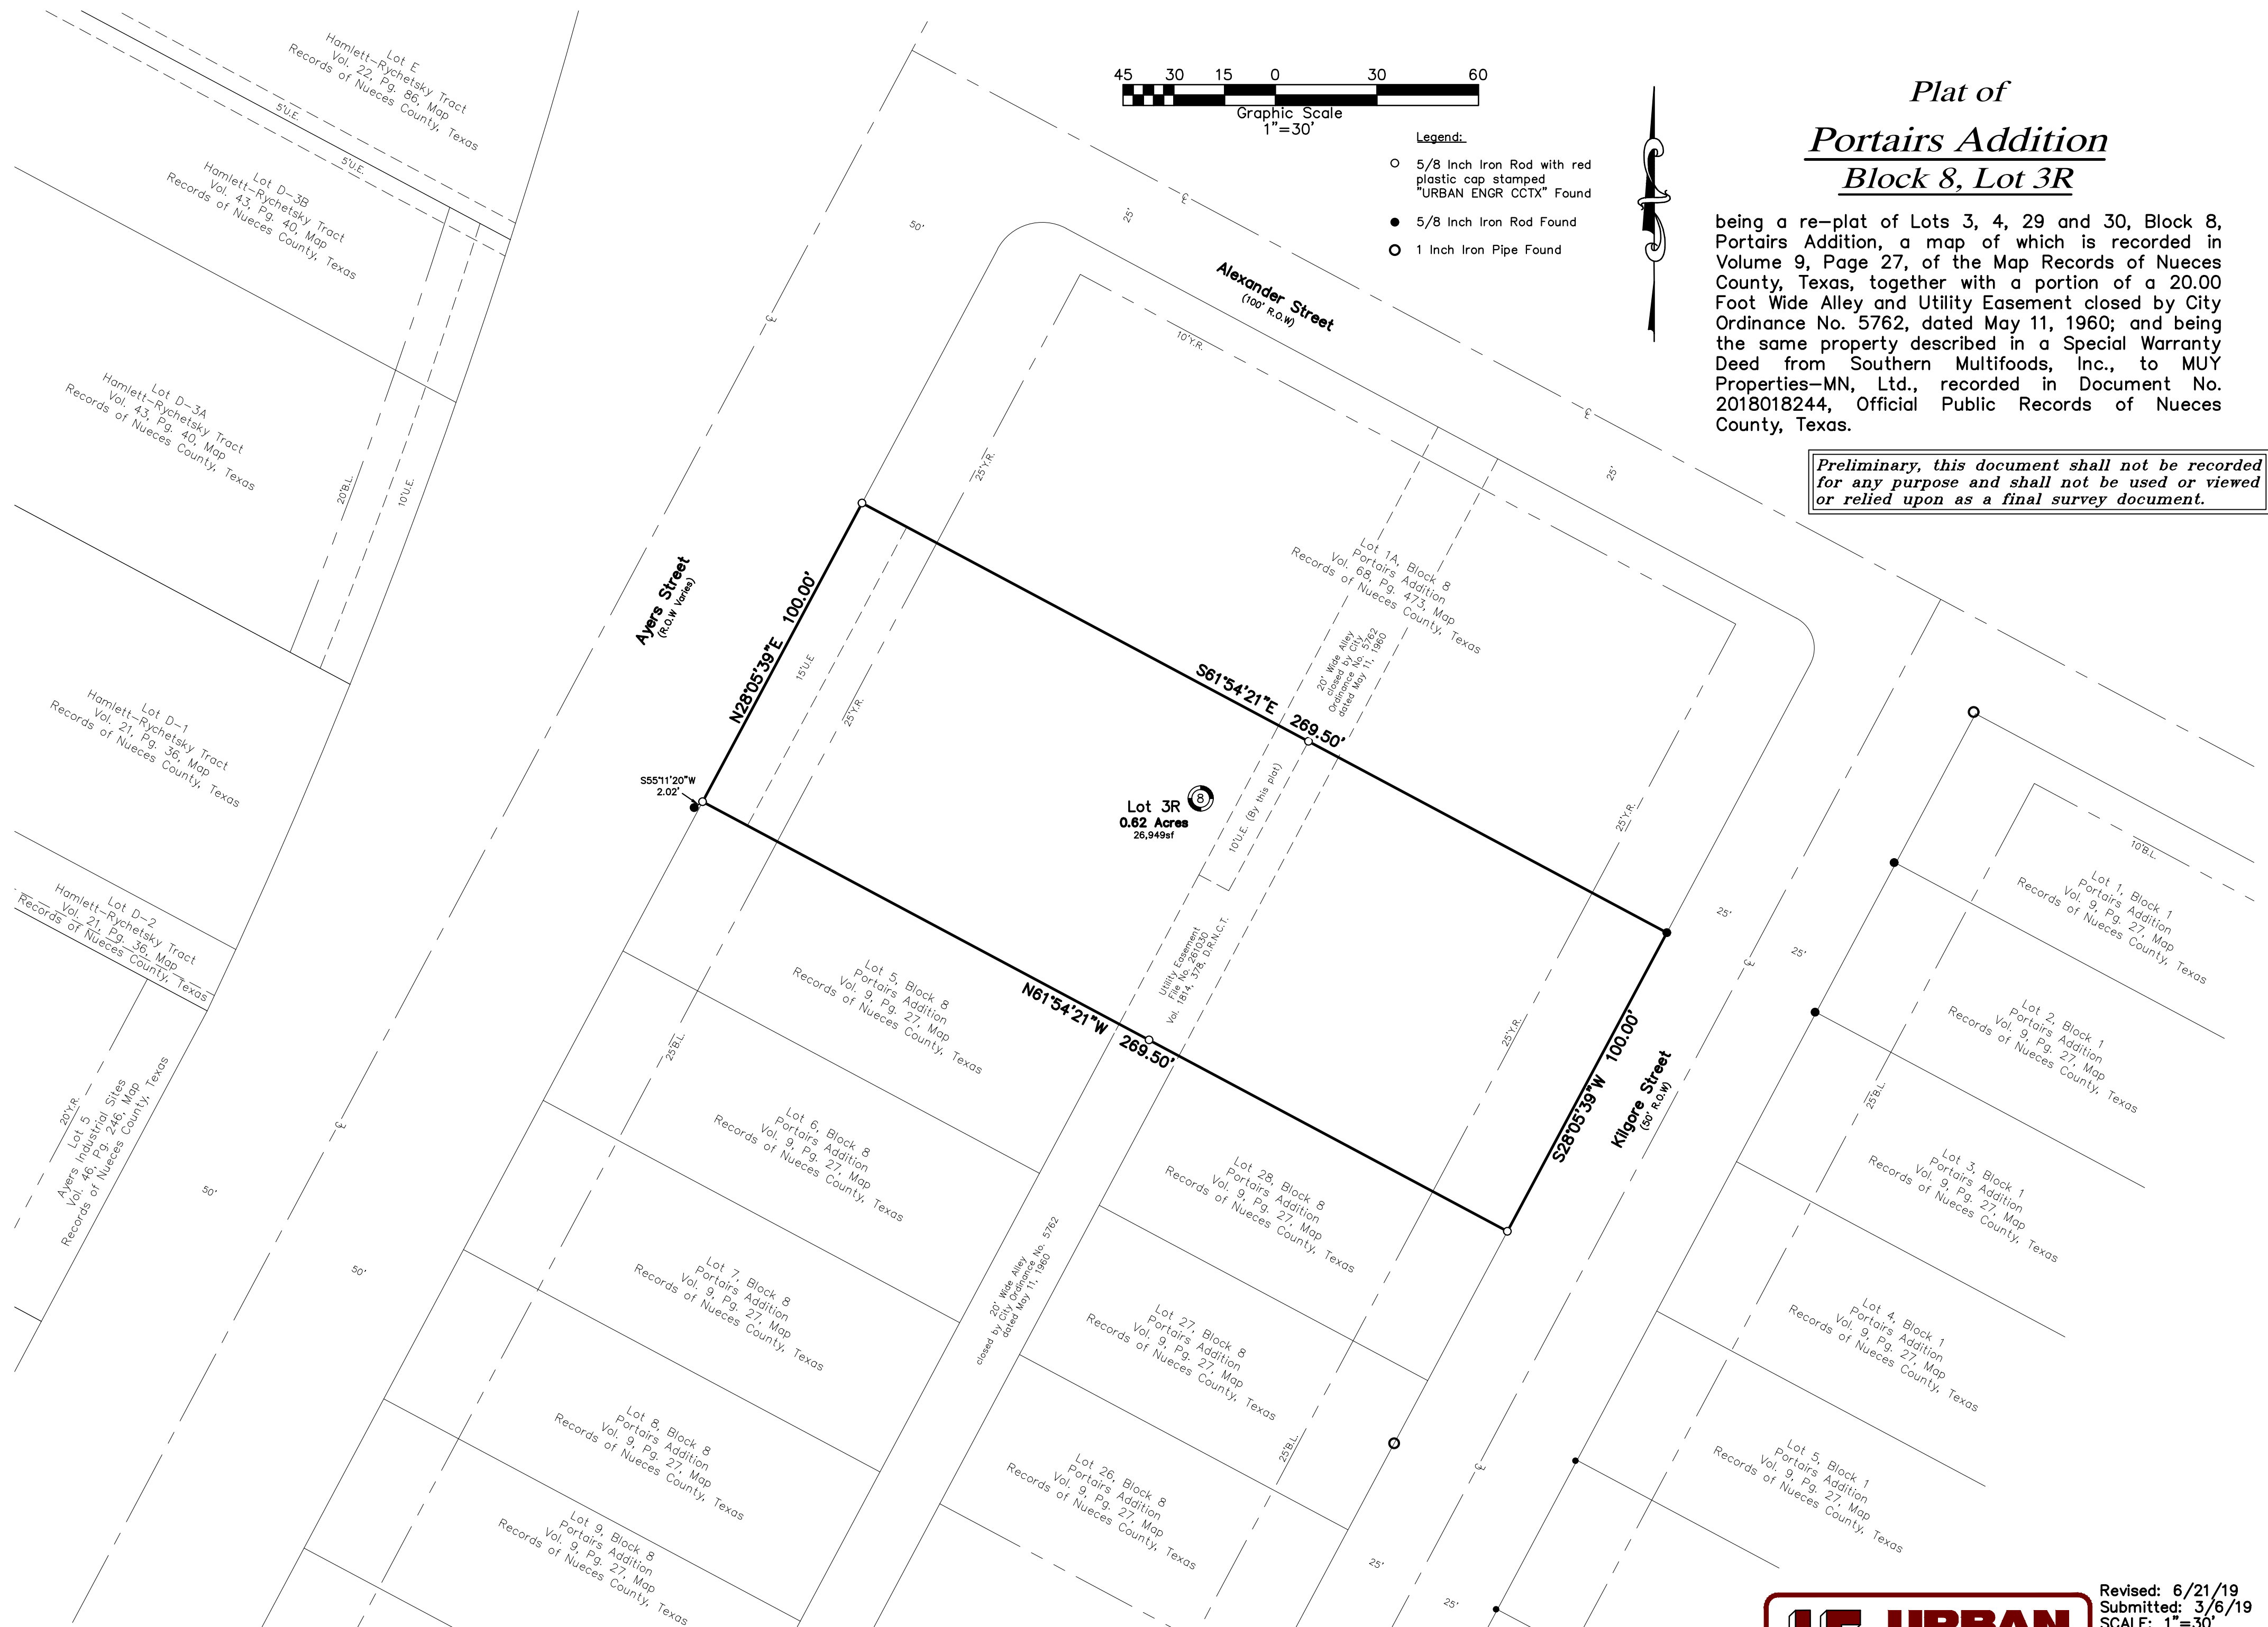 Plat of
Portairs Addition
Block 8, Lot 3R
being a re-plat of Lots 3, 4, 29 and 30, Block 8,
Portairs Addition, a map of which is recorded in
Volume 9, Page 27, of the Map Records of Nueces
County, Texas, together with a portion of a 20.00
Foot Wide Alley and Utility Easement closed by City
Ordinance No. 5762, dated May 11, 1960; and being
the same property described in a Special Warranty
Deed from Southern Multifoods, Inc., to MUY
Properties-MN, Ltd., recorded in Document No.
2018018244, Official Public Records of Nueces
County, Texas.
Preliminary, this document shall not be recorded
for any purpose and shall not be used or viewed
or relied upon as a final survey document.
45 30 15 0 30 60
Graphic Scale
1"=30'
Legend:
5/8 Inch Iron Rod with red
plastic cap stamped
"URBAN ENGR CCTX" Found
5/8 Inch Iron Rod Found
1 Inch Iron Pipe Found
Lot E
Hamlett-Rychetsky Tract
Vol. 22, Pg. 86, Map
Records of Nueces County, Texas
5'U.E.
5'U.E.
Lot D-3B
Hamlett-Rychetsky Tract
Vol. 43, Pg. 40, Map
Records of Nueces County, Texas
Lot D-3A
Hamlett-Rychetsky Tract
Vol. 43, Pg. 40, Map
Records of Nueces County, Texas
20'B.L.
10'U.E.
Lot D-1
Hamlett-Rychetsky Tract
Vol. 21, Pg. 36, Map
Records of Nueces County, Texas
Lot D-2
Hamlett-Rychetsky Tract
Vol. 21, Pg. 36, Map
Records of Nueces County, Texas
20'Y.R.
Lot 5
Ayers Industrial Sites
Vol. 46, Pg. 246, Map
Records of Nueces County, Texas
50'
50'
50'
25'
25'
Alexander Street
(100' R.O.W)
10'Y.R.
25'Y.R.
Ayers Street
(R.O.W Varies)
N28°05'39"E 100.00'
15'U.E
25'Y.R.
S55°11'20"W
2.02'
Lot 1A, Block 8
Portairs Addition
Vol. 68, Pg. 473, Map
Records of Nueces County, Texas
20' Wide Alley
closed by City
Ordinance No. 5762
dated May 11, 1960
S61°54'21"E 269.50'
Lot 3R
8
0.62 Acres
26,949sf
10'U.E. (By this plat)
Utility Easement
File No. 261030
Vol. 1814, 378, D.R.N.C.T.
N61°54'21"W 269.50'
25'Y.R.
25'Y.R.
S28°05'39"W 100.00'
Kilgore Street
(50' R.O.W)
25'
25'
Lot 5, Block 8
Portairs Addition
Vol. 9, Pg. 27, Map
Records of Nueces County, Texas
25'B.L.
Lot 6, Block 8
Portairs Addition
Vol. 9, Pg. 27, Map
Records of Nueces County, Texas
Lot 7, Block 8
Portairs Addition
Vol. 9, Pg. 27, Map
Records of Nueces County, Texas
Lot 8, Block 8
Portairs Addition
Vol. 9, Pg. 27, Map
Records of Nueces County, Texas
Lot 9, Block 8
Portairs Addition
Vol. 9, Pg. 27, Map
Records of Nueces County, Texas
20' Wide Alley
closed by City Ordinance No. 5762
dated May 11, 1960
Lot 28, Block 8
Portairs Addition
Vol. 9, Pg. 27, Map
Records of Nueces County, Texas
Lot 27, Block 8
Portairs Addition
Vol. 9, Pg. 27, Map
Records of Nueces County, Texas
Lot 26, Block 8
Portairs Addition
Vol. 9, Pg. 27, Map
Records of Nueces County, Texas
25'B.L.
25'
25'
10'B.L.
Lot 1, Block 1
Portairs Addition
Vol. 9, Pg. 27, Map
Records of Nueces County, Texas
Lot 2, Block 1
Portairs Addition
Vol. 9, Pg. 27, Map
Records of Nueces County, Texas
25'B.L.
Lot 3, Block 1
Portairs Addition
Vol. 9, Pg. 27, Map
Records of Nueces County, Texas
Lot 4, Block 1
Portairs Addition
Vol. 9, Pg. 27, Map
Records of Nueces County, Texas
Lot 5, Block 1
Portairs Addition
Vol. 9, Pg. 27, Map
Records of Nueces County, Texas
URBAN
Revised: 6/21/19
Submitted: 3/6/19
SCALE: 1"=30'